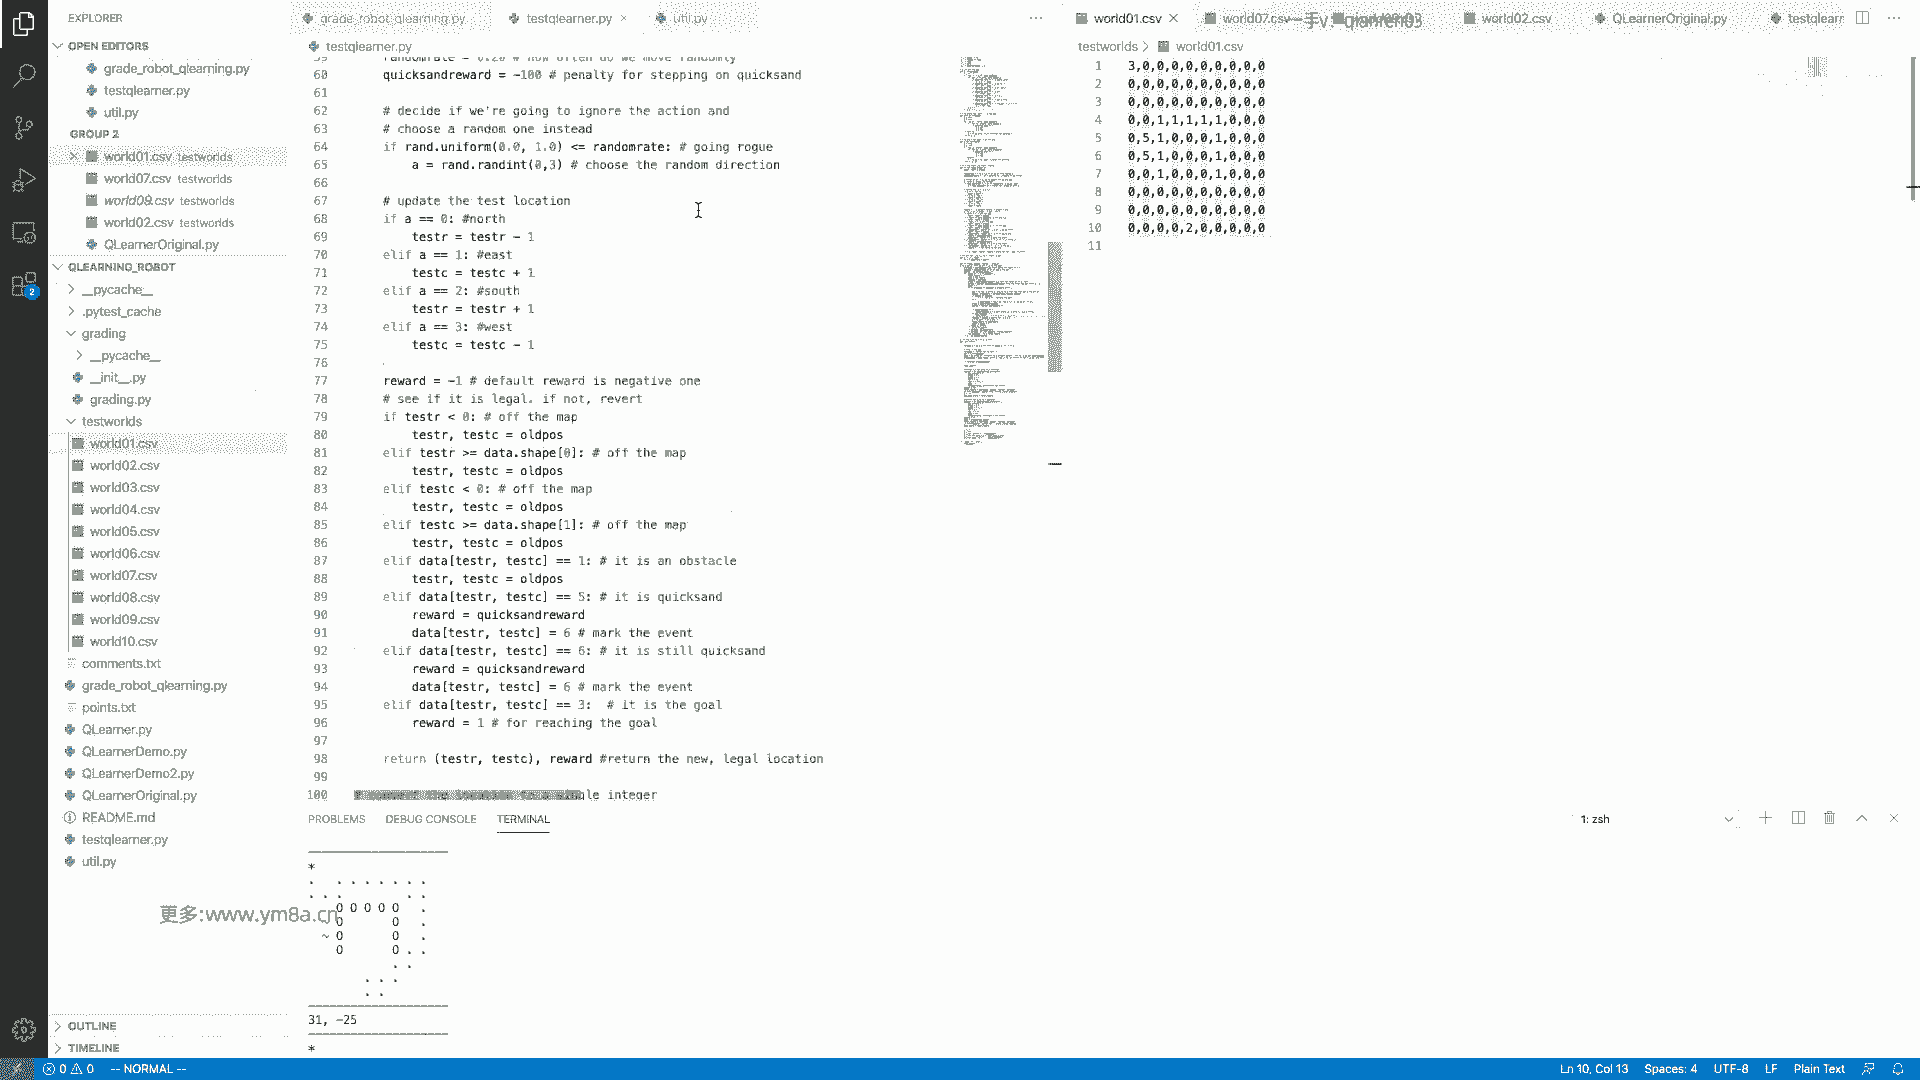 EXPLORER
OPEN EDITORS
grade_robot_qlearning.py
testqlearner.py
util.py
GROUP 2
world01.csv testworlds
world07.csv testworlds
world09.csv testworlds
world02.csv testworlds
QLearnerOriginal.py
QLEARNING_ROBOT
__pycache__
.pytest_cache
grading
__pycache__
__init__.py
grading.py
testworlds
world01.csv
world02.csv
world03.csv
world04.csv
world05.csv
world06.csv
world07.csv
world08.csv
world09.csv
world10.csv
comments.txt
grade_robot_qlearning.py
points.txt
QLearner.py
QLearnerDemo.py
QLearnerDemo2.py
QLearnerOriginal.py
README.md
testqlearner.py
util.py
OUTLINE
TIMELINE
grade_robot_qlearning.py testqlearner.py util.py
testqlearner.py
59 randomrate = 0.20 # how often do we move randomly
60 quicksandreward = -100 # penalty for stepping on quicksand
61
62 # decide if we're going to ignore the action and
63 # choose a random one instead
64 if rand.uniform(0.0, 1.0) <= randomrate: # going rogue
65 a = rand.randint(0,3) # choose the random direction
66
67 # update the test location
68 if a == 0: #north
69 testr = testr - 1
70 elif a == 1: #east
71 testc = testc + 1
72 elif a == 2: #south
73 testr = testr + 1
74 elif a == 3: #west
75 testc = testc - 1
76
77 reward = -1 # default reward is negative one
78 # see if it is legal. if not, revert
79 if testr < 0: # off the map
80 testr, testc = oldpos
81 elif testr >= data.shape[0]: # off the map
82 testr, testc = oldpos
83 elif testc < 0: # off the map
84 testr, testc = oldpos
85 elif testc >= data.shape[1]: # off the map
86 testr, testc = oldpos
87 elif data[testr, testc] == 1: # it is an obstacle
88 testr, testc = oldpos
89 elif data[testr, testc] == 5: # it is quicksand
90 reward = quicksandreward
91 data[testr, testc] = 6 # mark the event
92 elif data[testr, testc] == 6: # it is still quicksand
93 reward = quicksandreward
94 data[testr, testc] = 6 # mark the event
95 elif data[testr, testc] == 3: # it is the goal
96 reward = 1 # for reaching the goal
97
98 return (testr, testc), reward #return the new, legal location
99
100 single integer
world01.csv world07.csv world02.csv QLearnerOriginal.py testqlearr
testworlds > world01.csv
1 3,0,0,0,0,0,0,0,0,0
2 0,0,0,0,0,0,0,0,0,0
3 0,0,0,0,0,0,0,0,0,0
4 0,0,1,1,1,1,1,0,0,0
5 0,5,1,0,0,0,1,0,0,0
6 0,5,1,0,0,0,1,0,0,0
7 0,0,1,0,0,0,1,0,0,0
8 0,0,0,0,0,0,0,0,0,0
9 0,0,0,0,0,0,0,0,0,0
10 0,0,0,0,2,0,0,0,0,0
11
PROBLEMS DEBUG CONSOLE TERMINAL
1: zsh
--------------------
*
. . . . . . . .
. . . . .
O O O O O .
O O .
~ O O .
O O . .
. .
. . .
. .
--------------------
31, -25
--------------------
*
更多:www.ym8a.cn
0 0 -- NORMAL --
Ln 10, Col 13 Spaces: 4 UTF-8 LF Plain Text